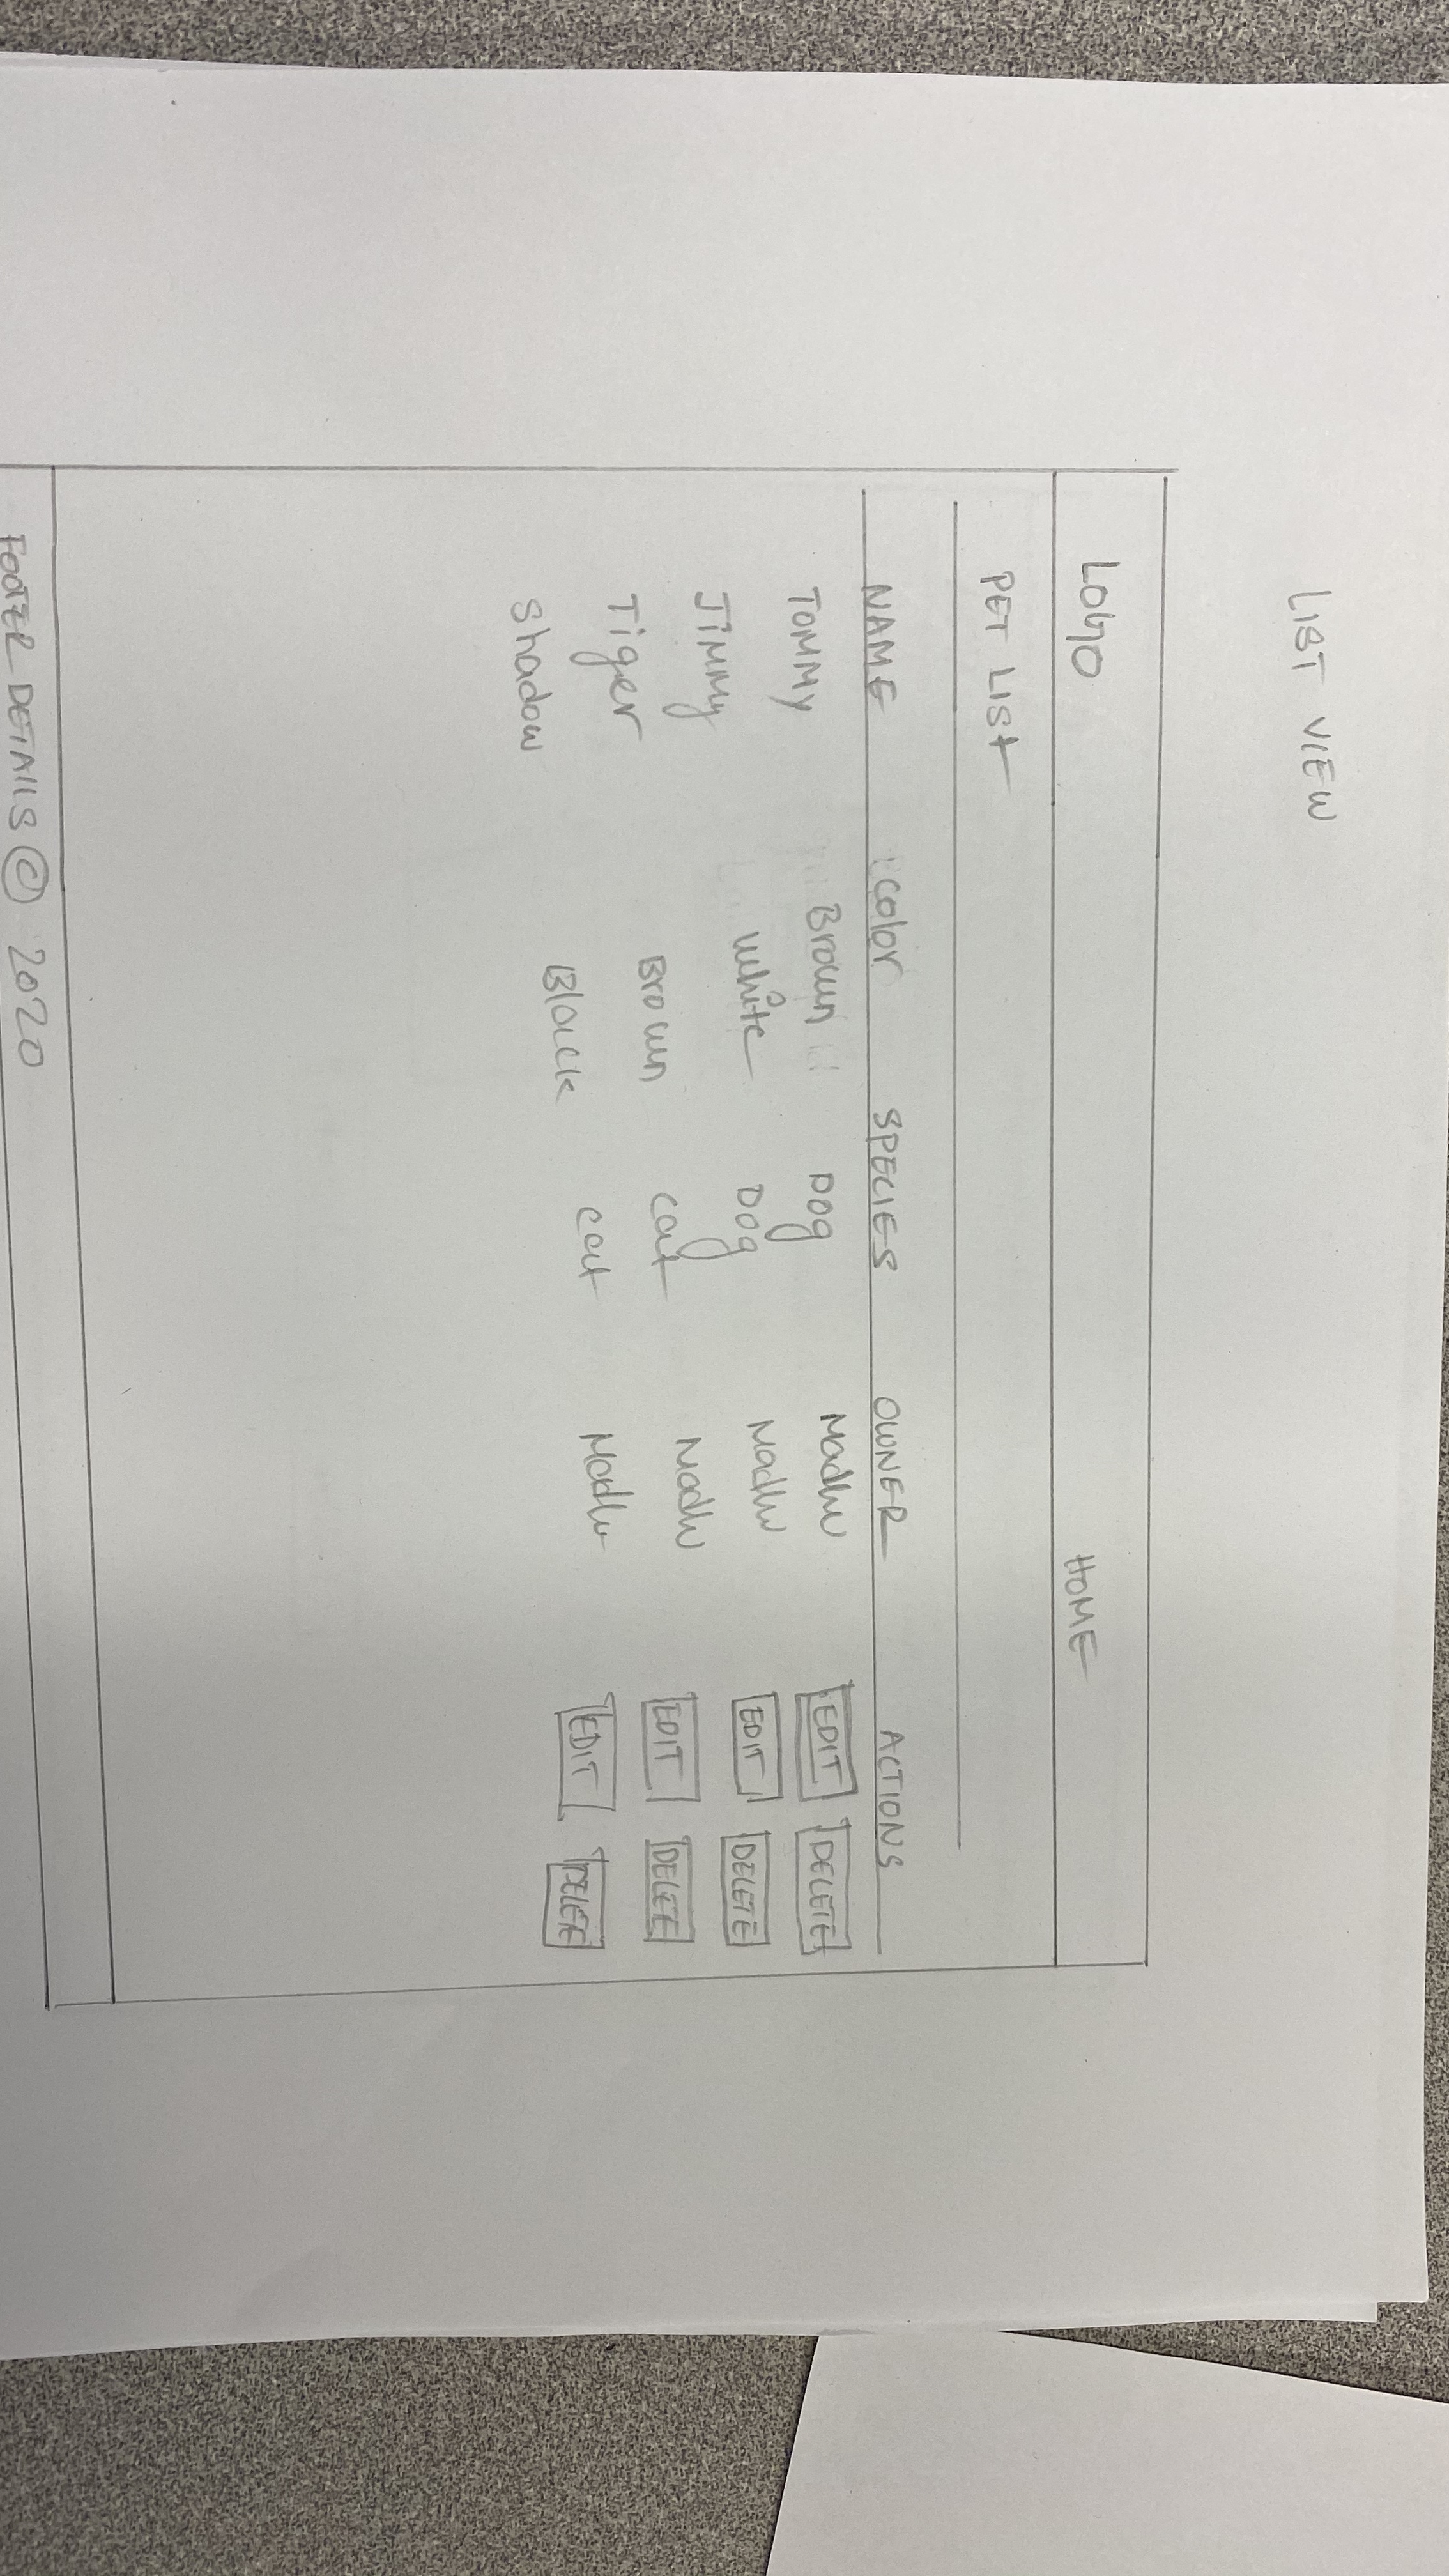 LIST VIEW
LOGO HOME
PET LIST
NAME Color SPECIES OWNER ACTIONS
TOMMY Brown Dog Madhu EDIT DELETE
JIMMy white Dog Madhu EDIT DELETE
Tiger Brown cat Madhu EDIT DELETE
Shadow Black cat Madhu EDIT DELETE
FOOTER DETAILS © 2020